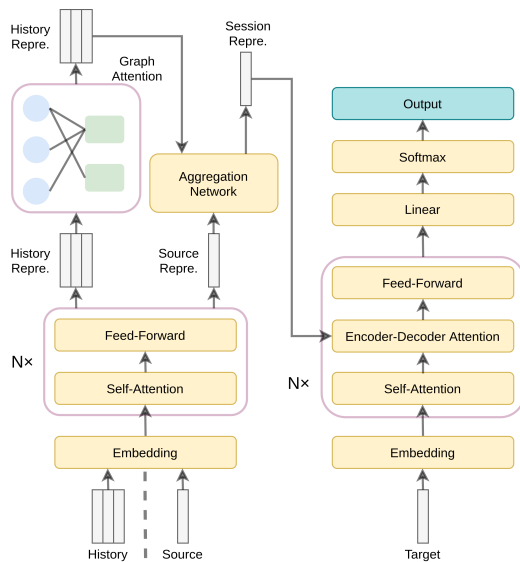 History
Repre.
Graph
Attention
Session
Repre.
Aggregation
Network
History
Repre.
Source
Repre.
N×
Feed-Forward
Self-Attention
Embedding
History
Source
Output
Softmax
Linear
N×
Feed-Forward
Encoder-Decoder Attention
Self-Attention
Embedding
Target